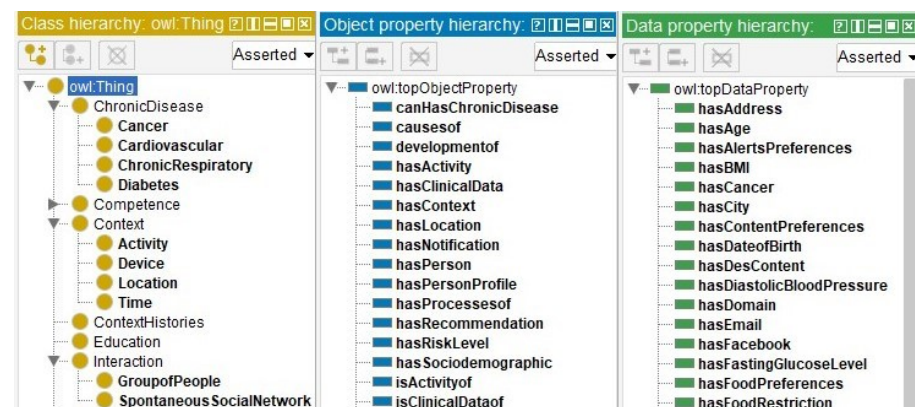 Class hierarchy: owl:Thing
Asserted
owl:Thing
ChronicDisease
Cancer
Cardiovascular
ChronicRespiratory
Diabetes
Competence
Context
Activity
Device
Location
Time
ContextHistories
Education
Interaction
GroupofPeople
SpontaneousSocialNetwork
Object property hierarchy:
Asserted
owl:topObjectProperty
canHasChronicDisease
causesof
developmentof
hasActivity
hasClinicalData
hasContext
hasLocation
hasNotification
hasPerson
hasPersonProfile
hasProcessesof
hasRecommendation
hasRiskLevel
hasSociodemographic
isActivityof
isClinicalDataof
Data property hierarchy:
Asserted
owl:topDataProperty
hasAddress
hasAge
hasAlertsPreferences
hasBMI
hasCancer
hasCity
hasContentPreferences
hasDateofBirth
hasDesContent
hasDiastolicBloodPressure
hasDomain
hasEmail
hasFacebook
hasFastingGlucoseLevel
hasFoodPreferences
hasFoodRestriction